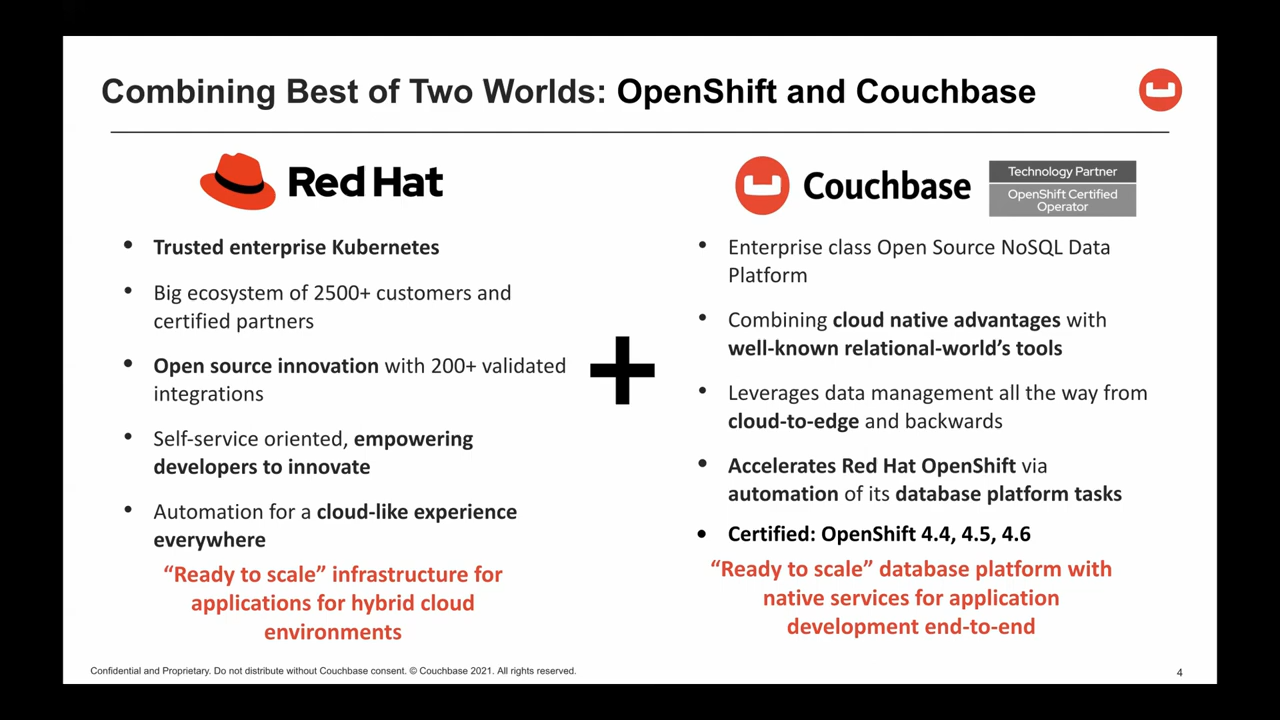 Combining Best of Two Worlds: OpenShift and Couchbase
Red Hat
• Trusted enterprise Kubernetes
• Big ecosystem of 2500+ customers and
certified partners
• Open source innovation with 200+ validated
integrations
• Self-service oriented, empowering
developers to innovate
• Automation for a cloud-like experience
everywhere
“Ready to scale” infrastructure for
applications for hybrid cloud
environments
+
Couchbase
Technology Partner
OpenShift Certified
Operator
• Enterprise class Open Source NoSQL Data
Platform
• Combining cloud native advantages with
well-known relational-world’s tools
• Leverages data management all the way from
cloud-to-edge and backwards
• Accelerates Red Hat OpenShift via
automation of its database platform tasks
• Certified: OpenShift 4.4, 4.5, 4.6
“Ready to scale” database platform with
native services for application
development end-to-end
Confidential and Proprietary. Do not distribute without Couchbase consent. © Couchbase 2021. All rights reserved.
4